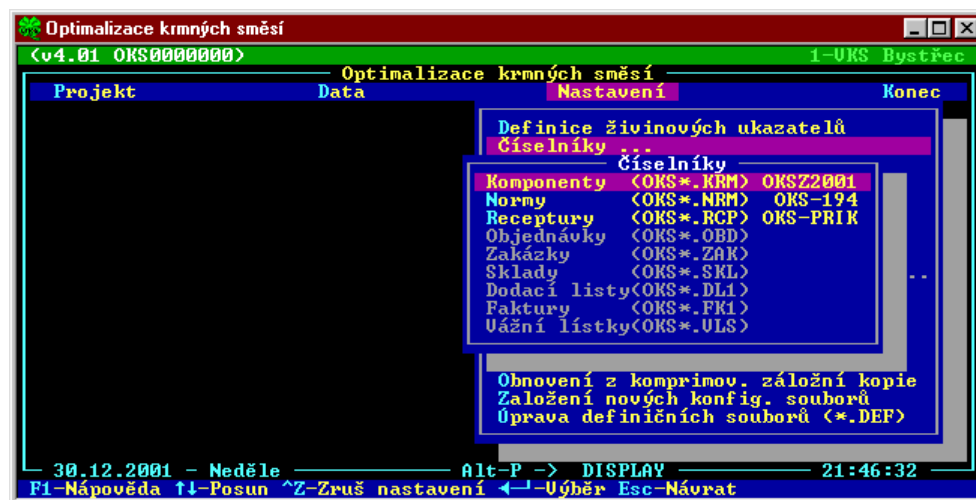 Optimalizace krmných směsí
(v4.01 OKS0000000) 1-VKS Bystřec
Optimalizace krmných směsí
Projekt Data Nastavení Konec
Definice živinových ukazatelů
Číselníky ...
Číselníky
Komponenty (OKS*.KRM) OKSZ2001
Normy (OKS*.NRM) OKS-194
Receptury (OKS*.RCP) OKS-PRIK
Objednávky (OKS*.OBD)
Zakázky (OKS*.ZAK)
Sklady (OKS*.SKL)
..
Dodací listy(OKS*.DL1)
Faktury (OKS*.FK1)
Vážní lístky(OKS*.VLS)
Obnovení z komprimov. záložní kopie
Založení nových konfig. souborů
Úprava definičních souborů (*.DEF)
30.12.2001 - Neděle Alt-P -> DISPLAY 21:46:32
F1-Nápověda ↑↓-Posun ^Z-Zruš nastavení ◄─┘-Výběr Esc-Návrat